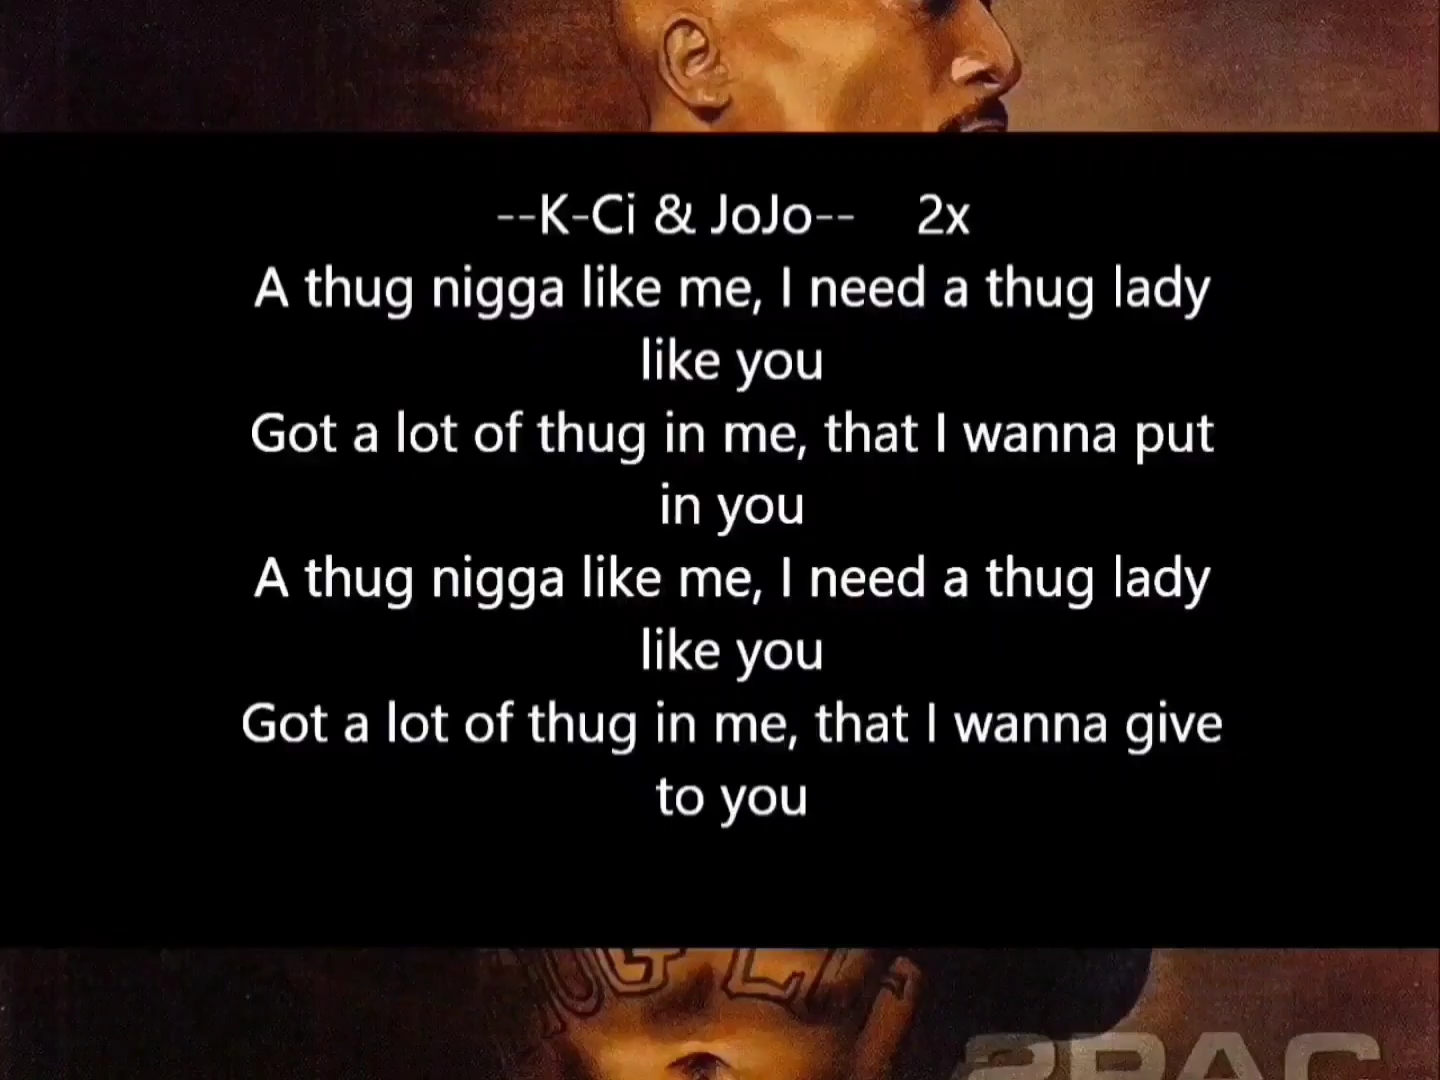 --K-Ci & JoJo-- 2x
A thug nigga like me, I need a thug lady
like you
Got a lot of thug in me, that I wanna put
in you
A thug nigga like me, I need a thug lady
like you
Got a lot of thug in me, that I wanna give
to you
2PAC